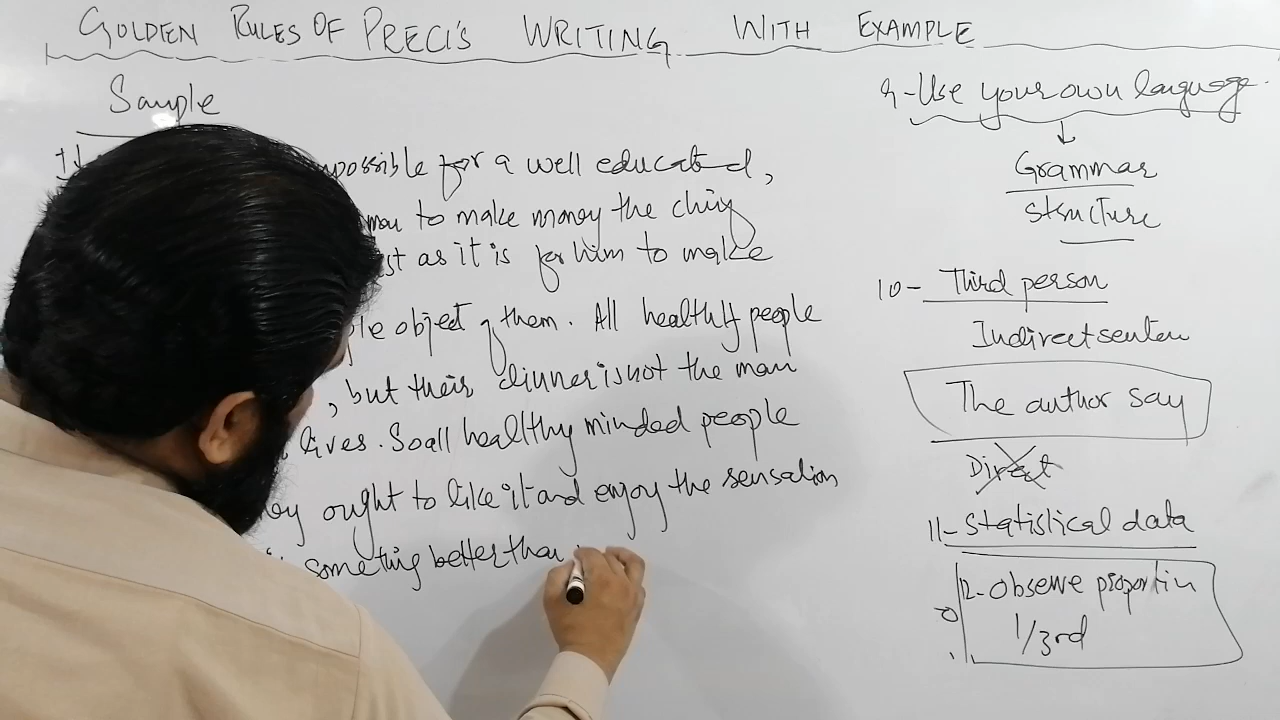 GOLDEN RULES OF PRECI'S WRITING WITH EXAMPLE
Sample
possible for a well educated,
man to make money the chief
st as it is for him to make
le object of them. All healthy people
, but their dinner is not the main
lives. So all healthy minded people
ey ought to like it and enjoy the sensation
something better than
9- Use your own language.
Grammar
structure
10- Third person
Indirect senten
The author say
Direct
11- Statistical data
12- Observe proportion
1/3rd